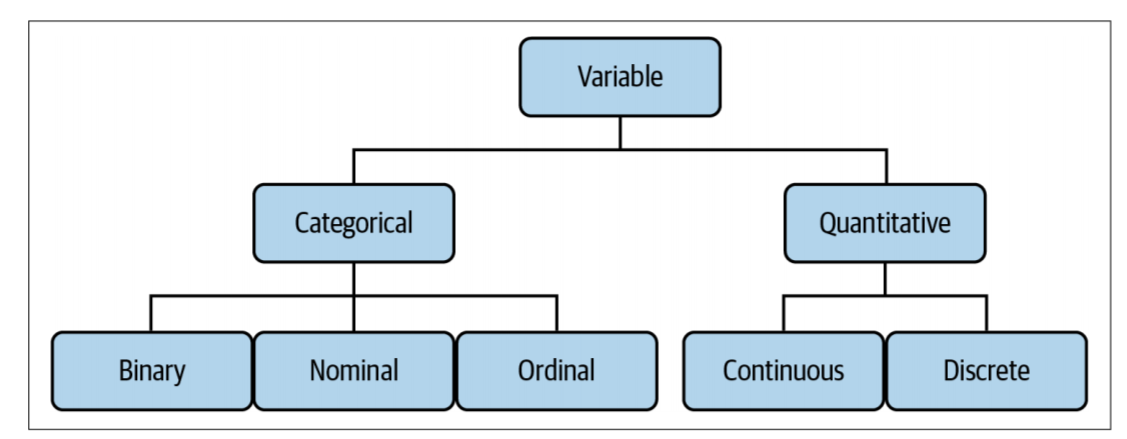 Variable
Categorical
Quantitative
Binary
Nominal
Ordinal
Continuous
Discrete